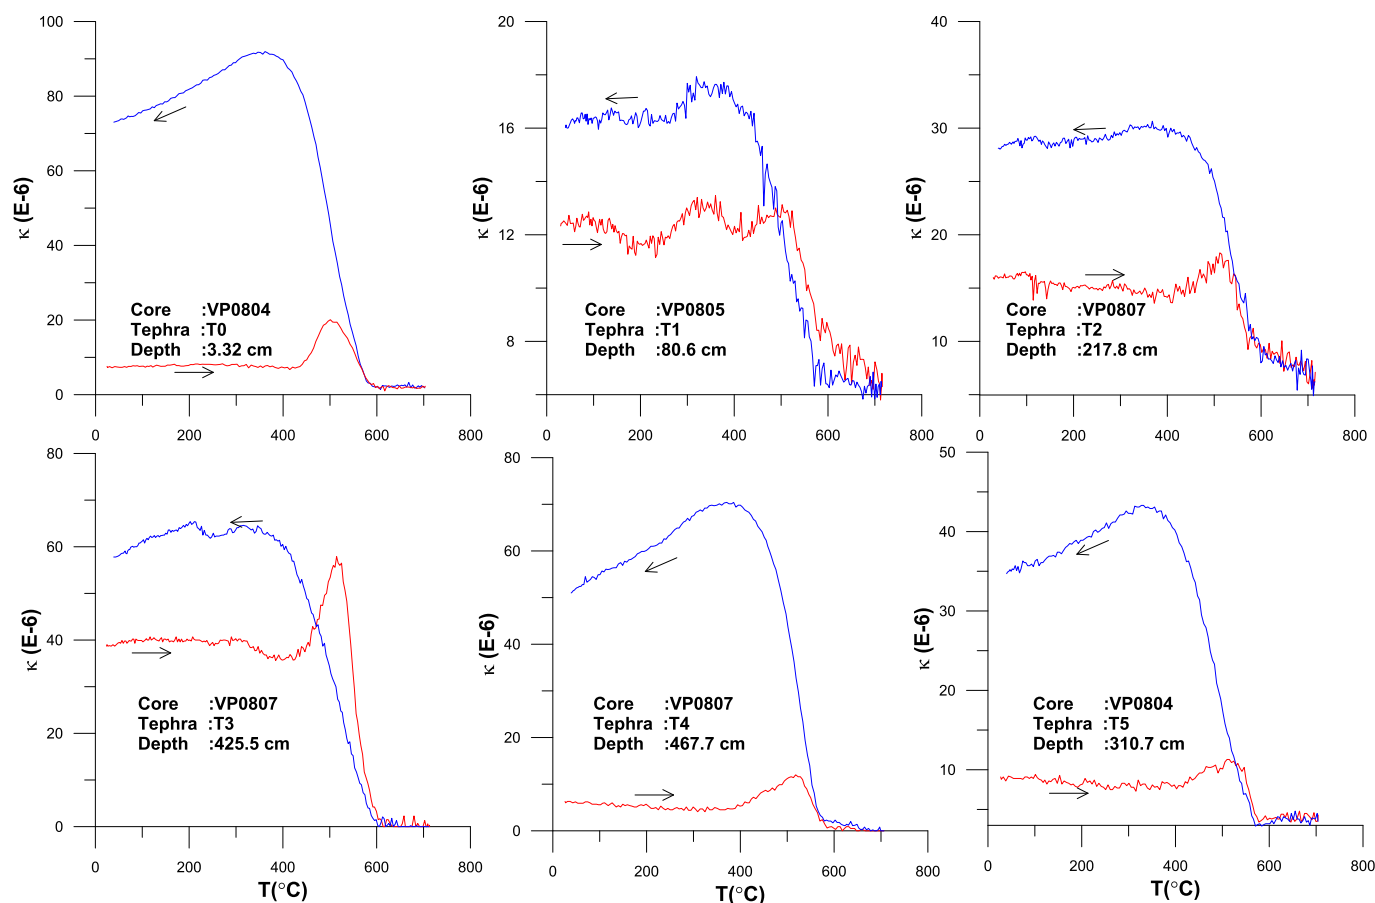 100
80
60
40
20
0
κ (E-6)
Core :VP0804
Tephra :T0
Depth :3.32 cm
0 200 400 600 800
20
16
12
8
κ (E-6)
Core :VP0805
Tephra :T1
Depth :80.6 cm
0 200 400 600 800
40
30
20
10
κ (E-6)
Core :VP0807
Tephra :T2
Depth :217.8 cm
0 200 400 600 800
80
60
40
20
0
κ (E-6)
Core :VP0807
Tephra :T3
Depth :425.5 cm
0 200 400 600 800
T(°C)
80
60
40
20
0
κ (E-6)
Core :VP0807
Tephra :T4
Depth :467.7 cm
0 200 400 600 800
T(°C)
50
40
30
20
10
κ (E-6)
Core :VP0804
Tephra :T5
Depth :310.7 cm
0 200 400 600 800
T(°C)